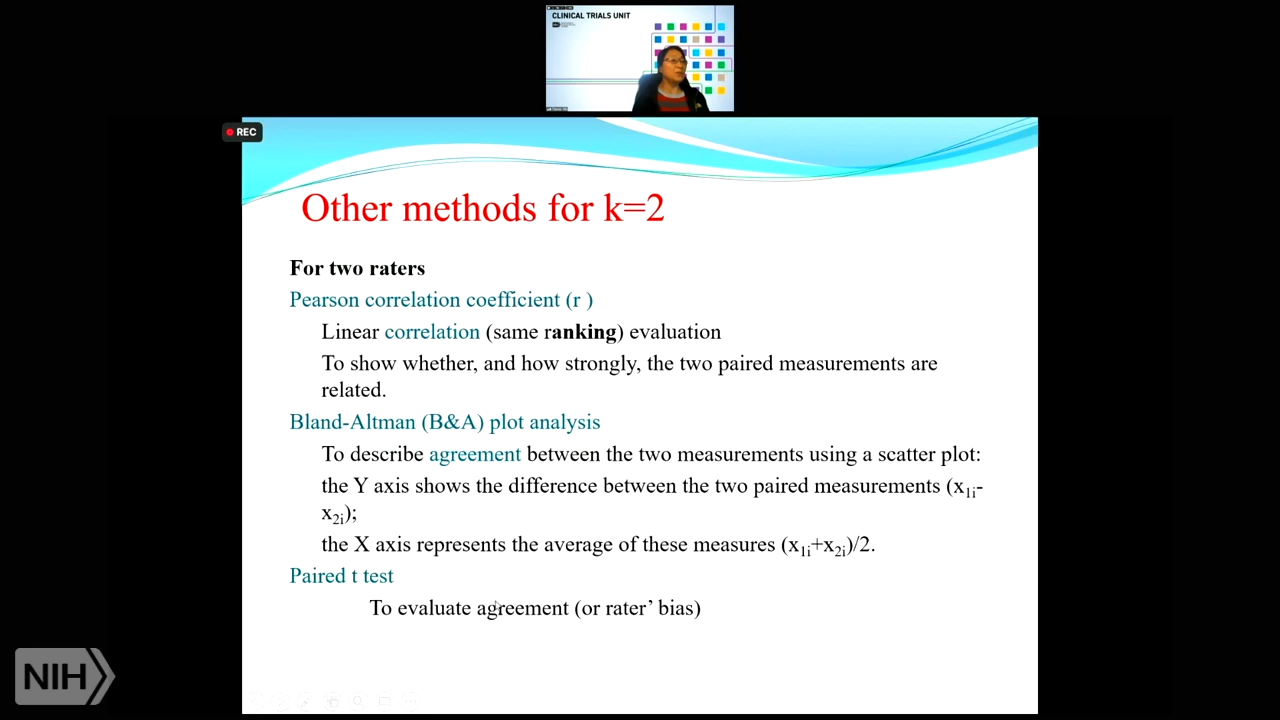 CLINICAL TRIALS UNIT
REC
Other methods for k=2
For two raters
Pearson correlation coefficient (r )
Linear correlation (same ranking) evaluation
To show whether, and how strongly, the two paired measurements are
related.
Bland-Altman (B&A) plot analysis
To describe agreement between the two measurements using a scatter plot:
the Y axis shows the difference between the two paired measurements (x1i-
x2i);
the X axis represents the average of these measures (x1i+x2i)/2.
Paired t test
To evaluate agreement (or rater’ bias)
NIH